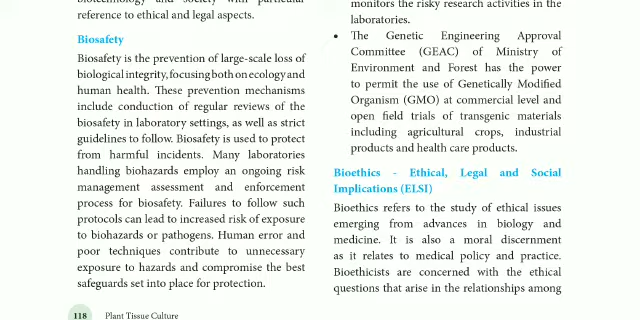 biotechnology and society with particular
reference to ethical and legal aspects.
Biosafety
Biosafety is the prevention of large-scale loss of
biological integrity, focusing both on ecology and
human health. These prevention mechanisms
include conduction of regular reviews of the
biosafety in laboratory settings, as well as strict
guidelines to follow. Biosafety is used to protect
from harmful incidents. Many laboratories
handling biohazards employ an ongoing risk
management assessment and enforcement
process for biosafety. Failures to follow such
protocols can lead to increased risk of exposure
to biohazards or pathogens. Human error and
poor techniques contribute to unnecessary
exposure to hazards and compromise the best
safeguards set into place for protection.
monitors the risky research activities in the
laboratories.
• The Genetic Engineering Approval
Committee (GEAC) of Ministry of
Environment and Forest has the power
to permit the use of Genetically Modified
Organism (GMO) at commercial level and
open field trials of transgenic materials
including agricultural crops, industrial
products and health care products.
Bioethics - Ethical, Legal and Social
Implications (ELSI)
Bioethics refers to the study of ethical issues
emerging from advances in biology and
medicine. It is also a moral discernment
as it relates to medical policy and practice.
Bioethicists are concerned with the ethical
questions that arise in the relationships among
118 Plant Tissue Culture